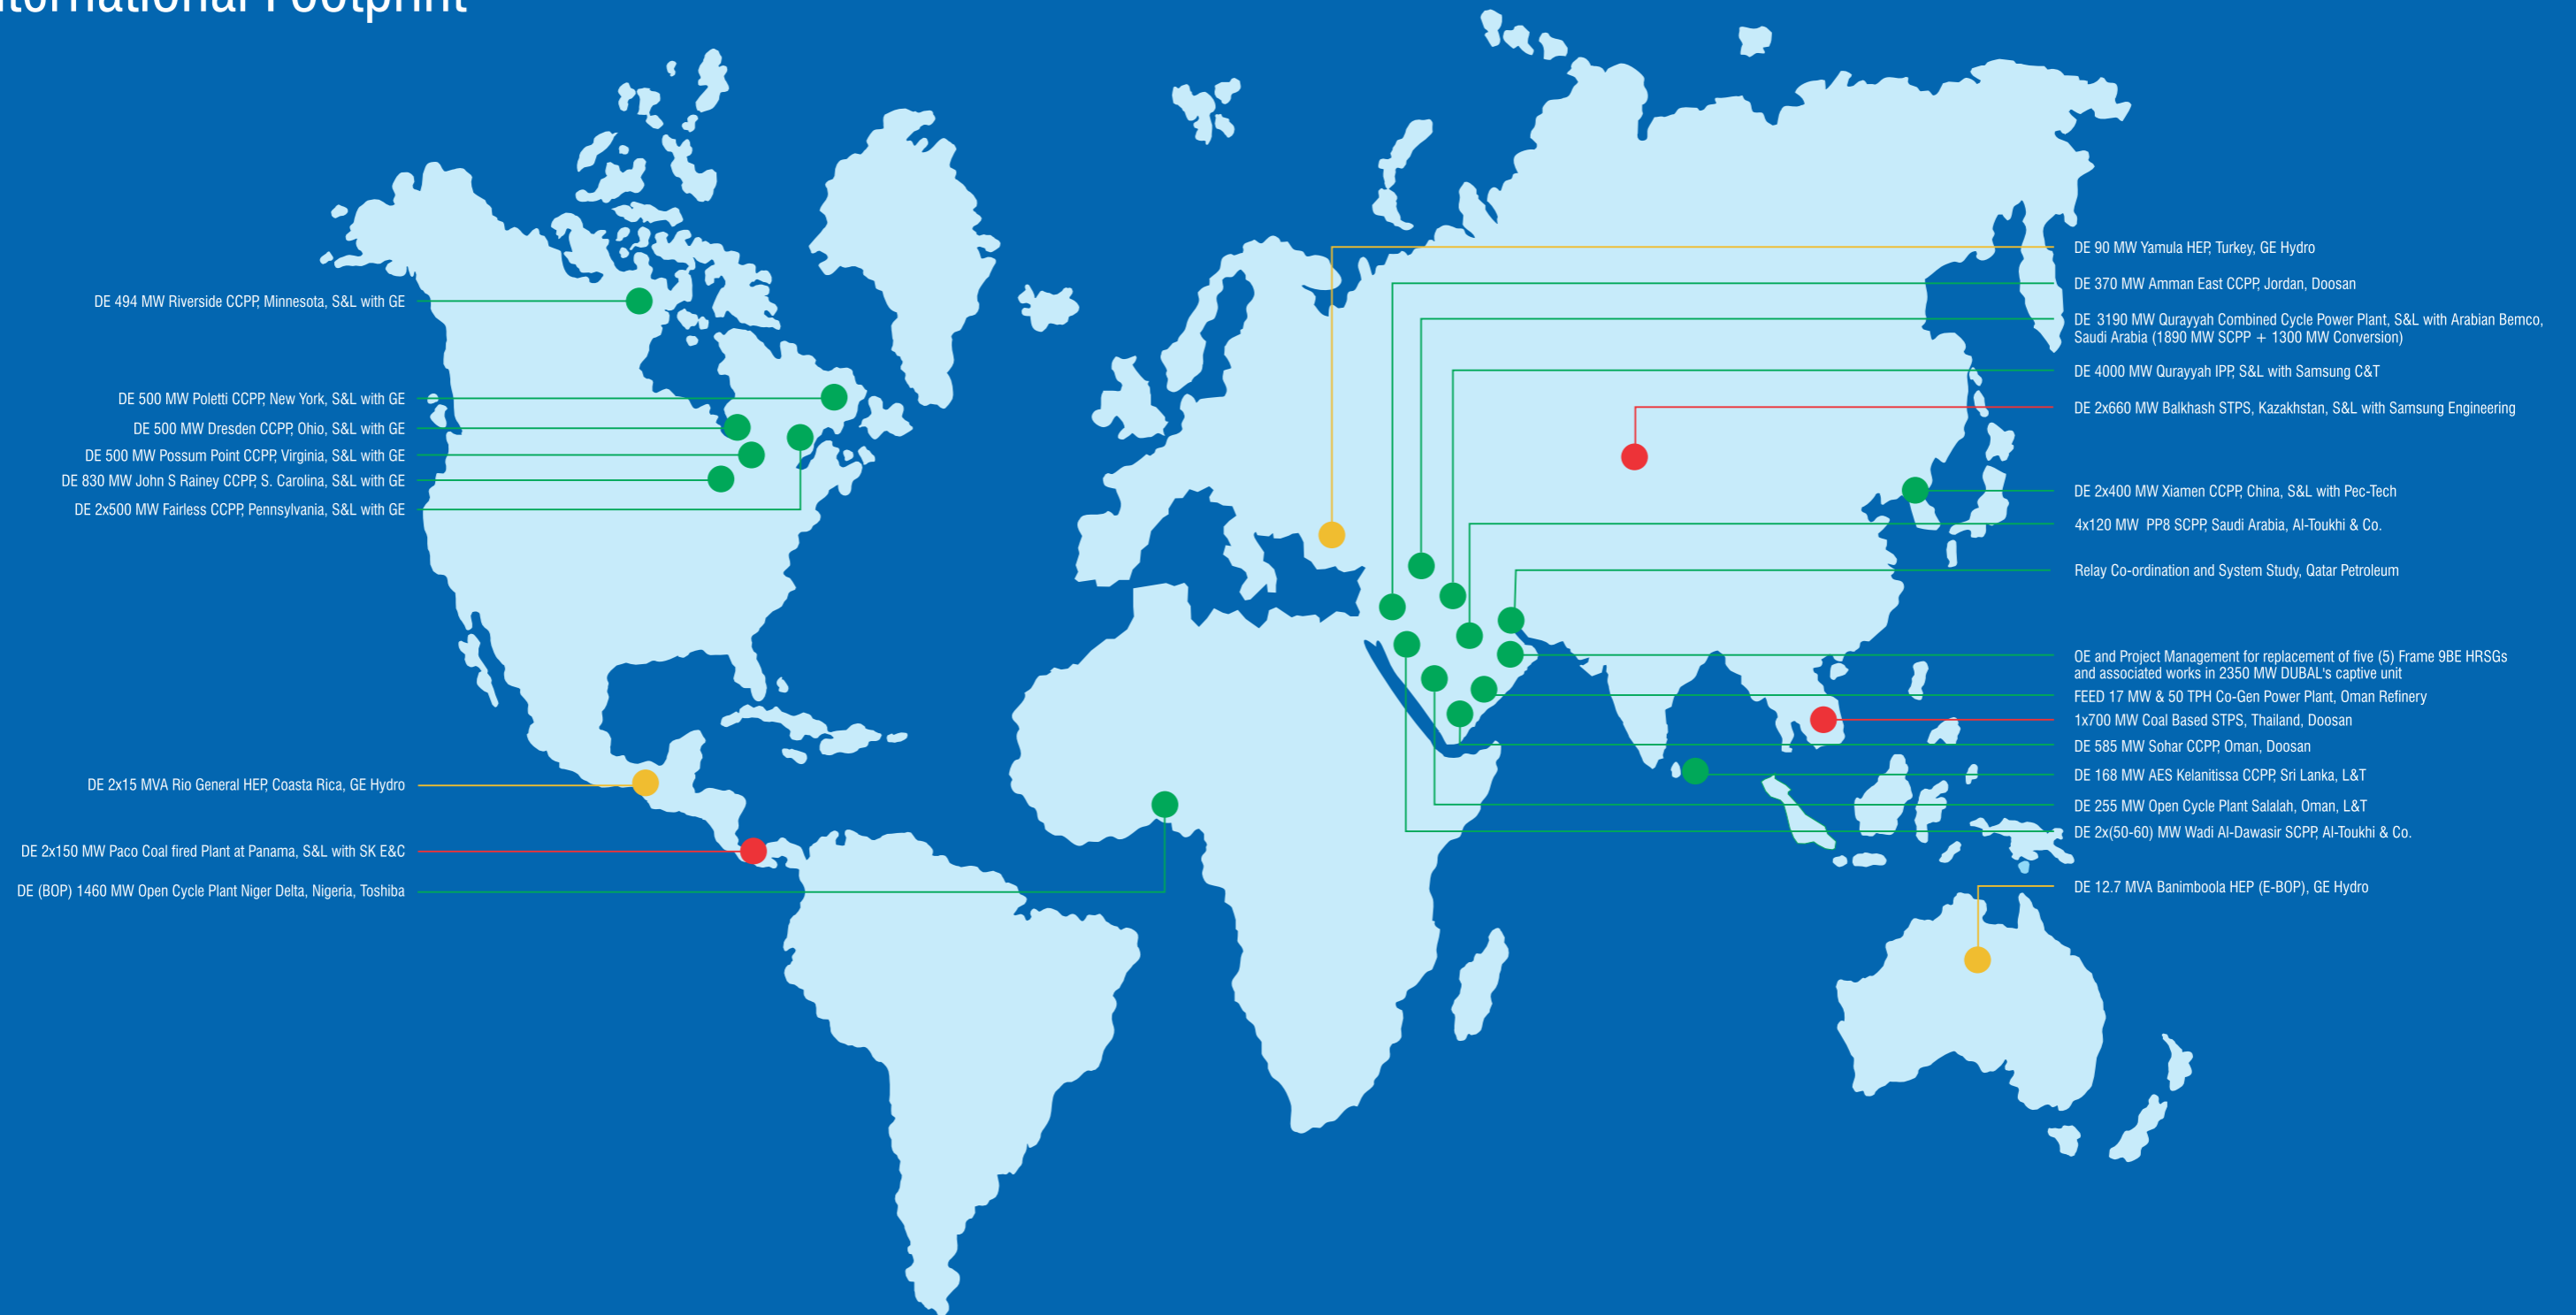 International Footprint
DE 494 MW Riverside CCPP, Minnesota, S&L with GE
DE 500 MW Poletti CCPP, New York, S&L with GE
DE 500 MW Dresden CCPP, Ohio, S&L with GE
DE 500 MW Possum Point CCPP, Virginia, S&L with GE
DE 830 MW John S Rainey CCPP, S. Carolina, S&L with GE
DE 2x500 MW Fairless CCPP, Pennsylvania, S&L with GE
DE 2x15 MVA Rio General HEP, Coasta Rica, GE Hydro
DE 2x150 MW Paco Coal fired Plant at Panama, S&L with SK E&C
DE (BOP) 1460 MW Open Cycle Plant Niger Delta, Nigeria, Toshiba
DE 90 MW Yamula HEP, Turkey, GE Hydro
DE 370 MW Amman East CCPP, Jordan, Doosan
DE 3190 MW Qurayyah Combined Cycle Power Plant, S&L with Arabian Bemco,
Saudi Arabia (1890 MW SCPP + 1300 MW Conversion)
DE 4000 MW Qurayyah IPP, S&L with Samsung C&T
DE 2x660 MW Balkhash STPS, Kazakhstan, S&L with Samsung Engineering
DE 2x400 MW Xiamen CCPP, China, S&L with Pec-Tech
4x120 MW PP8 SCPP, Saudi Arabia, Al-Toukhi & Co.
Relay Co-ordination and System Study, Qatar Petroleum
OE and Project Management for replacement of five (5) Frame 9BE HRSGs
and associated works in 2350 MW DUBAL's captive unit
FEED 17 MW & 50 TPH Co-Gen Power Plant, Oman Refinery
1x700 MW Coal Based STPS, Thailand, Doosan
DE 585 MW Sohar CCPP, Oman, Doosan
DE 168 MW AES Kelanitissa CCPP, Sri Lanka, L&T
DE 255 MW Open Cycle Plant Salalah, Oman, L&T
DE 2x(50-60) MW Wadi Al-Dawasir SCPP, Al-Toukhi & Co.
DE 12.7 MVA Banimboola HEP (E-BOP), GE Hydro